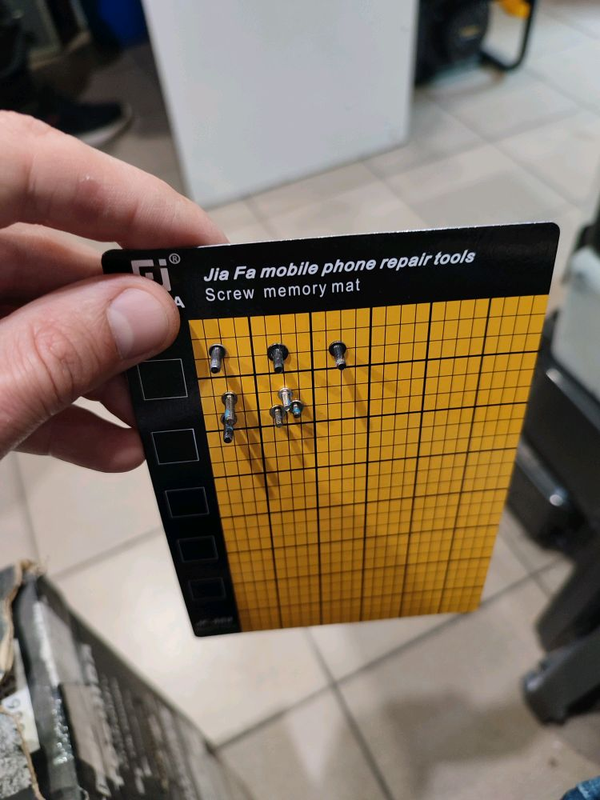 Jia Fa mobile phone repair tools
Screw memory mat